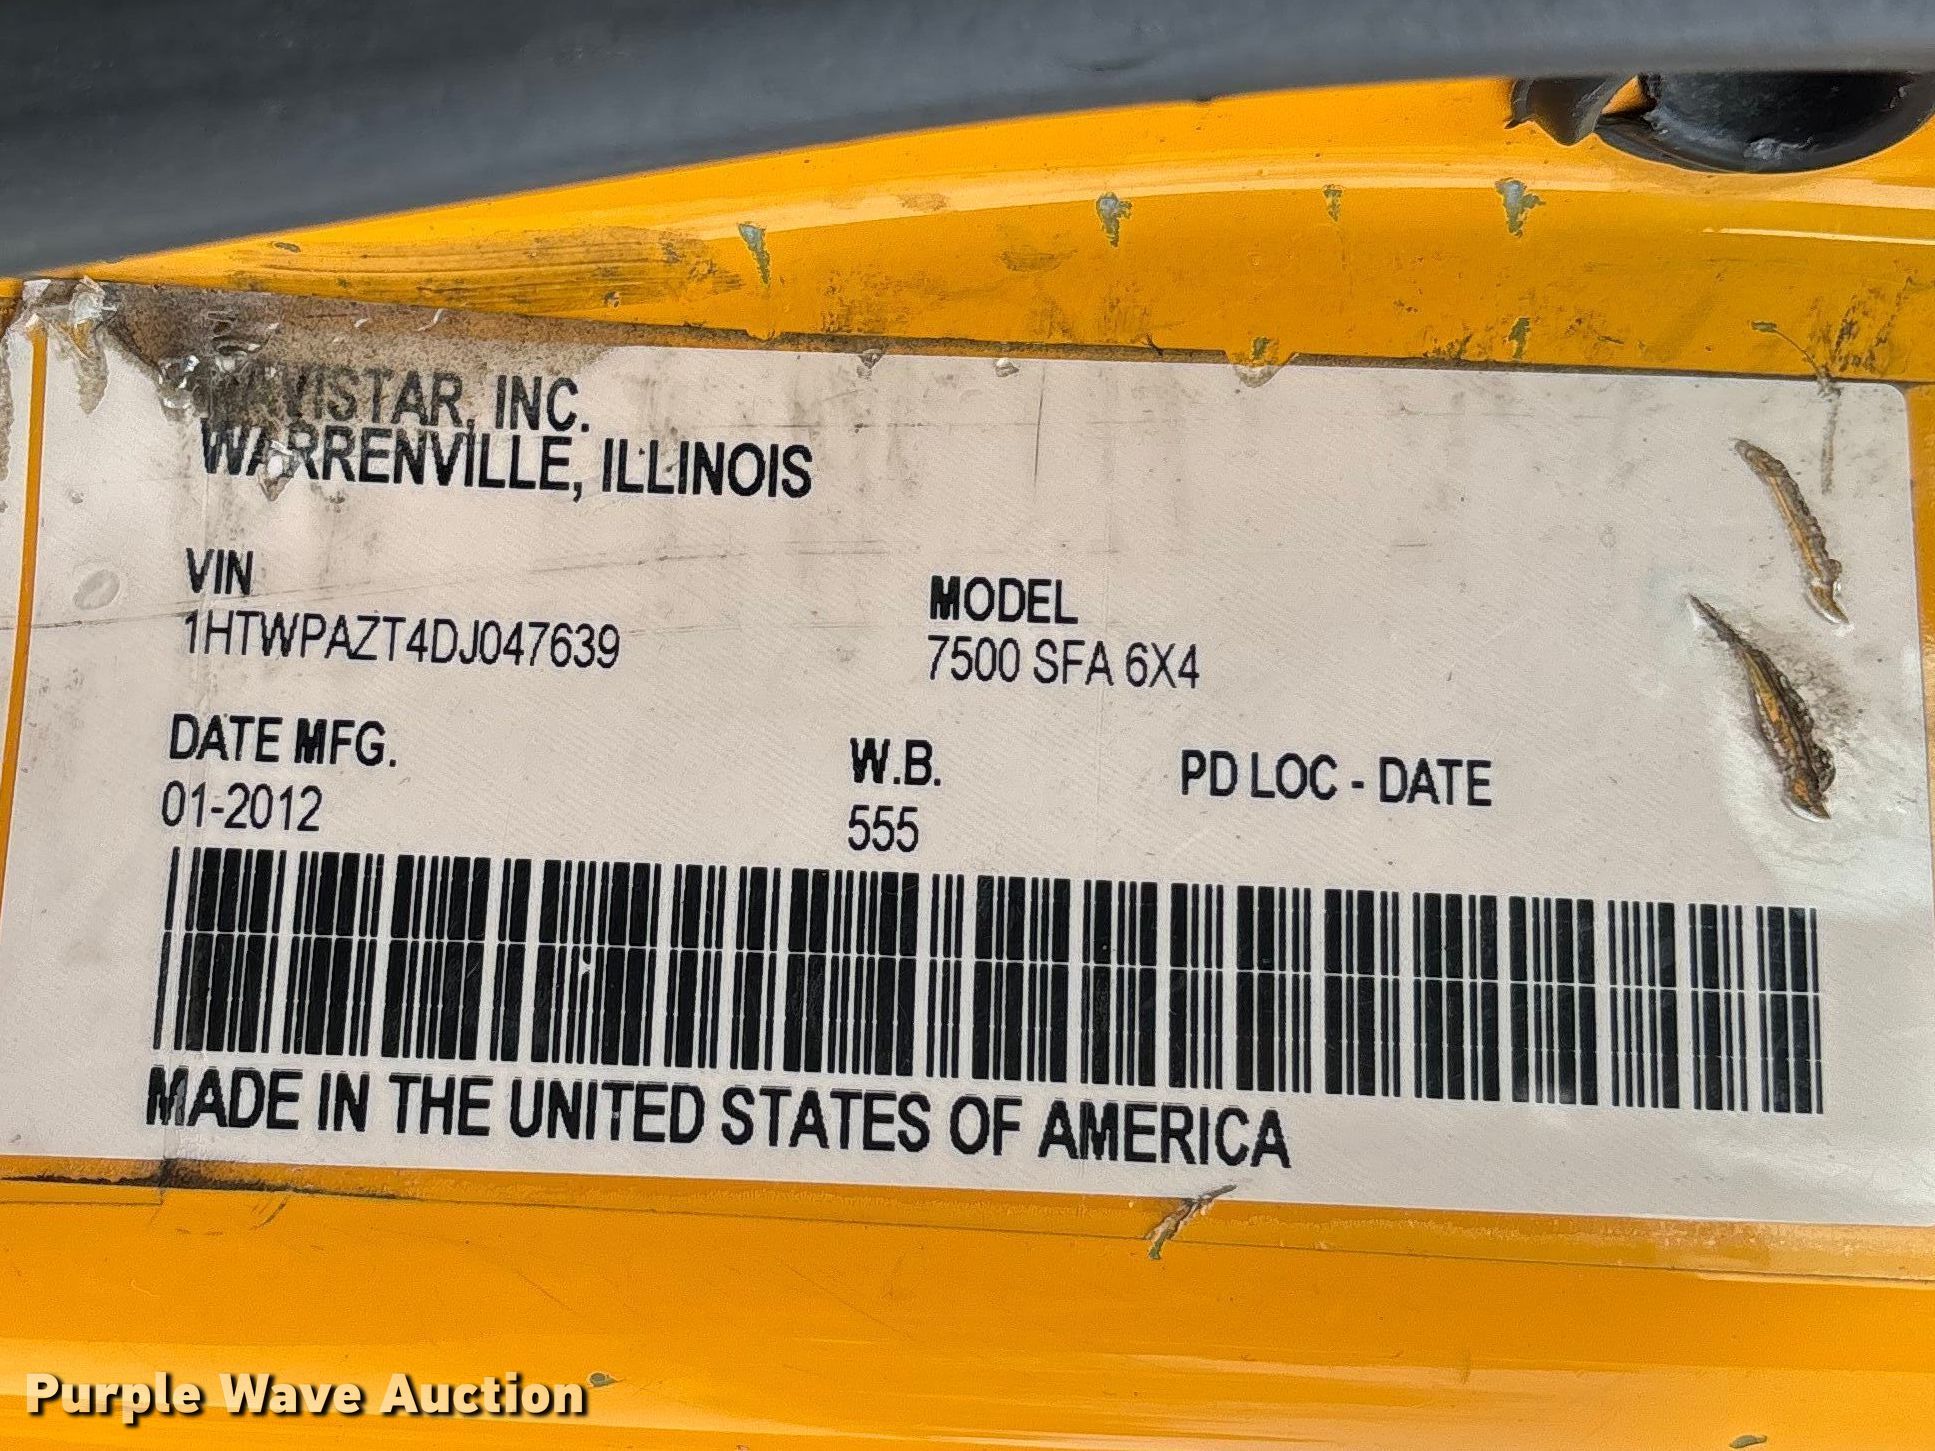 NAVISTAR, INC.
WARRENVILLE, ILLINOIS
VIN
1HTWPAZT4DJ047639
MODEL
7500 SFA 6X4
DATE MFG.
01-2012
W.B.
555
PD LOC - DATE
MADE IN THE UNITED STATES OF AMERICA
Purple Wave Auction